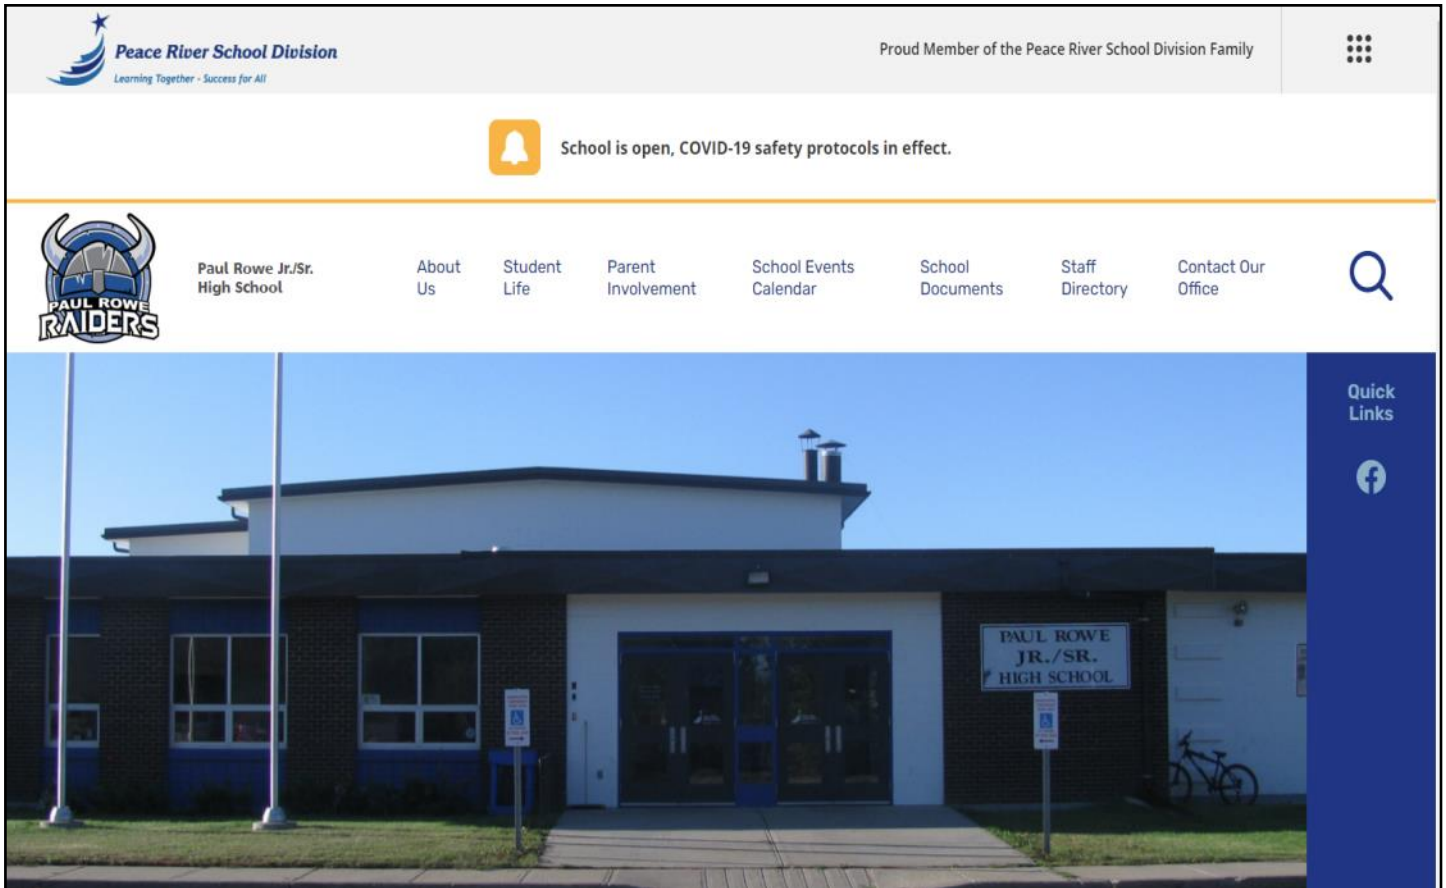 Peace River School Division
Learning Together - Success for All
Proud Member of the Peace River School Division Family
School is open, COVID-19 safety protocols in effect.
PAUL ROWE
RAIDERS
Paul Rowe Jr./Sr.
High School
About
Us
Student
Life
Parent
Involvement
School Events
Calendar
School
Documents
Staff
Directory
Contact Our
Office
Quick
Links
PAUL ROWE
JR./SR.
HIGH SCHOOL